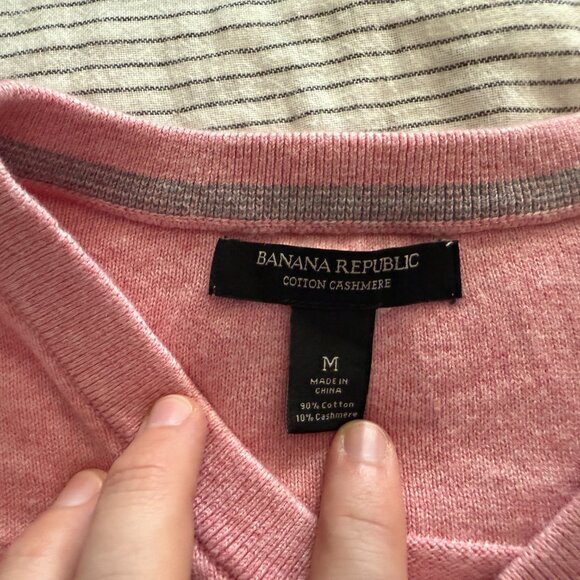 BANANA REPUBLIC
COTTON CASHMERE
M
MADE IN
CHINA
90% Cotton
10% Cashmere